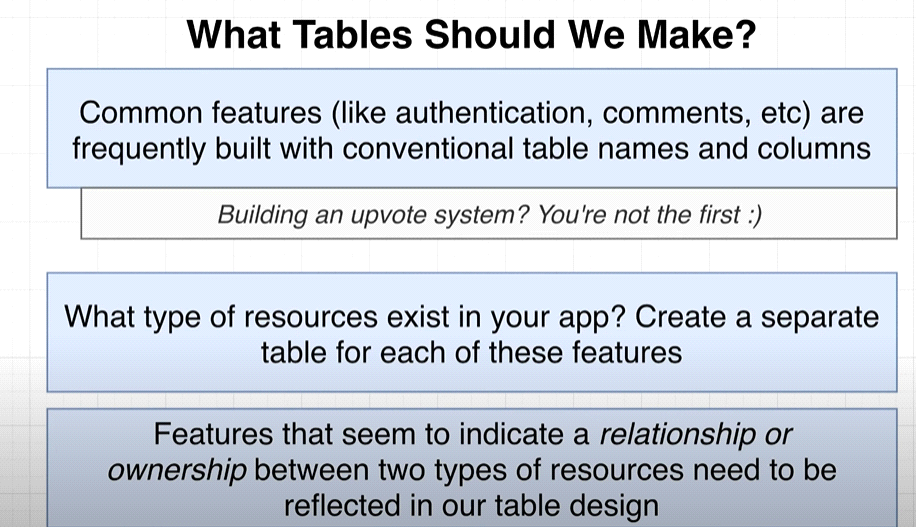 What Tables Should We Make?
Common features (like authentication, comments, etc) are
frequently built with conventional table names and columns
Building an upvote system? You're not the first :)
What type of resources exist in your app? Create a separate
table for each of these features
Features that seem to indicate a relationship or
ownership between two types of resources need to be
reflected in our table design